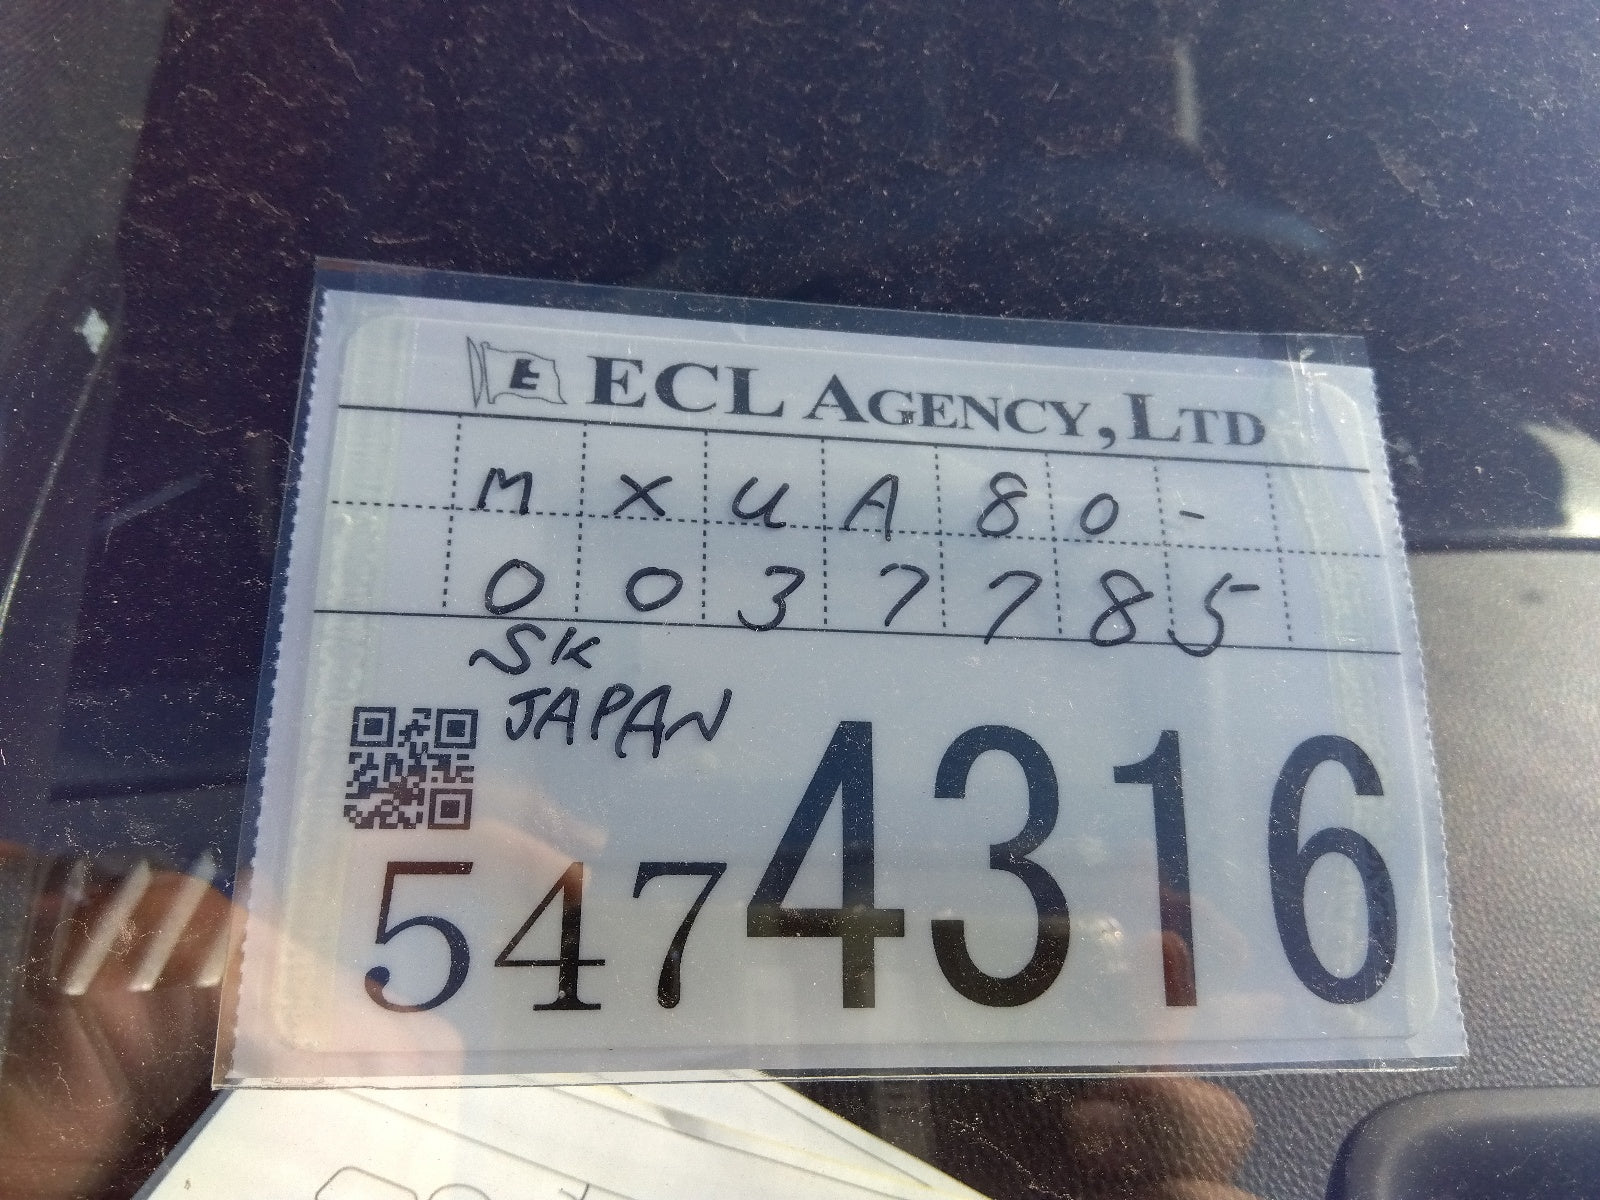 E ECL AGENCY, LTD
MXUA80-
0037785
SK
JAPAN
5474316